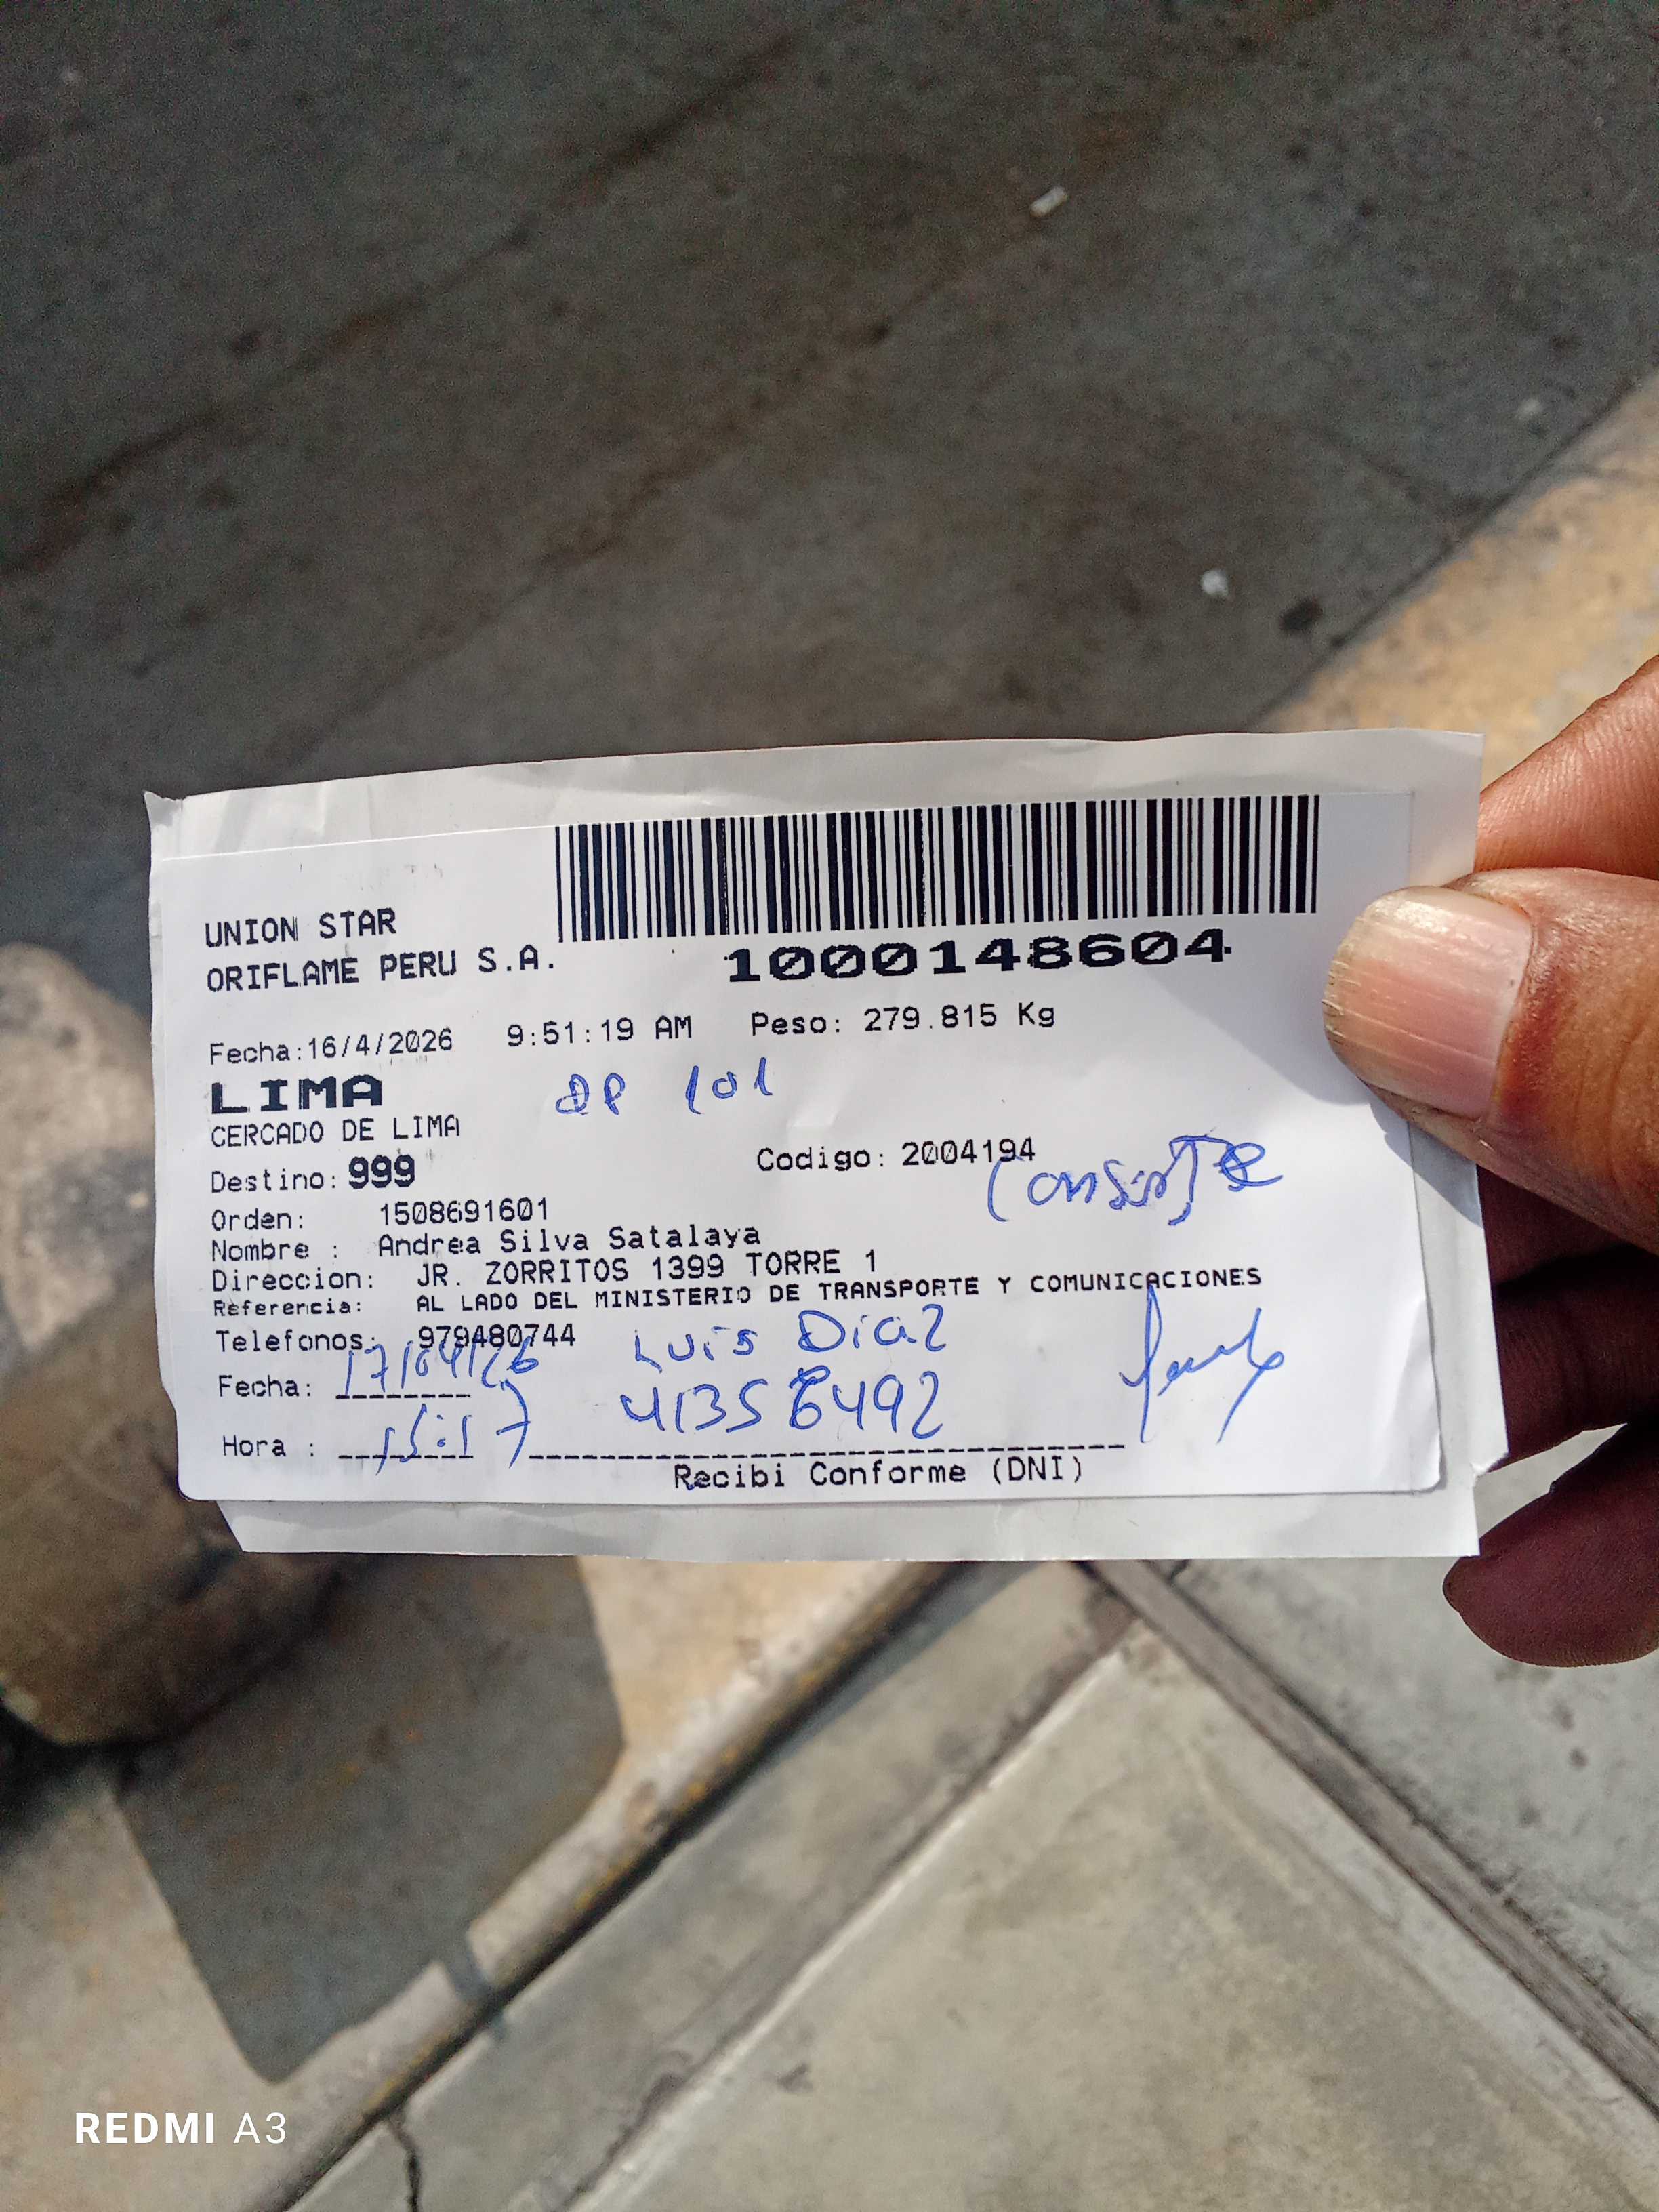 UNION STAR
ORIFLAME PERU S.A.
1000148604
Fecha:16/4/2026 9:51:19 AM Peso: 279.815 Kg
LIMA
CERCADO DE LIMA
101
Destino: 999
Codigo: 2004194
Orden: 1508691601
Nombre : Andrea Silva Satalaya
Direccion: JR. ZORRITOS 1399 TORRE 1
Referencia: AL LADO DEL MINISTERIO DE TRANSPORTE Y COMUNICACIONES
Telefonos: 979480744
Luis Diaz
Fecha: 17/04/26
Hora : 15:17
Recibi Conforme (DNI)
REDMI A3